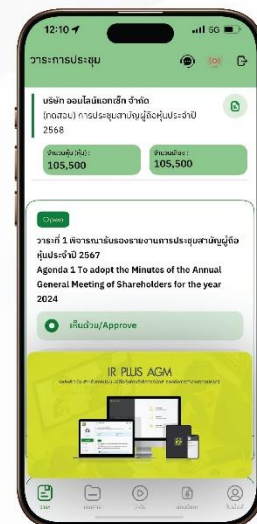 12:10
5G
วาระการประชุม
บริษัท ออนไลน์แอทเซ็ท จำกัด
(ทดสอบ) การประชุมสามัญผู้ถือหุ้นประจำปี
2568
จำนวนหุ้น (หุ้น) :
105,500
จำนวนเสียง :
105,500
Open
วาระที่ 1 พิจารณารับรองรายงานการประชุมสามัญผู้ถือ
หุ้นประจำปี 2567
Agenda 1 To adopt the Minutes of the Annual
General Meeting of Shareholders for the year
2024
เห็นด้วย/Approve
IR PLUS AGM
วาระ